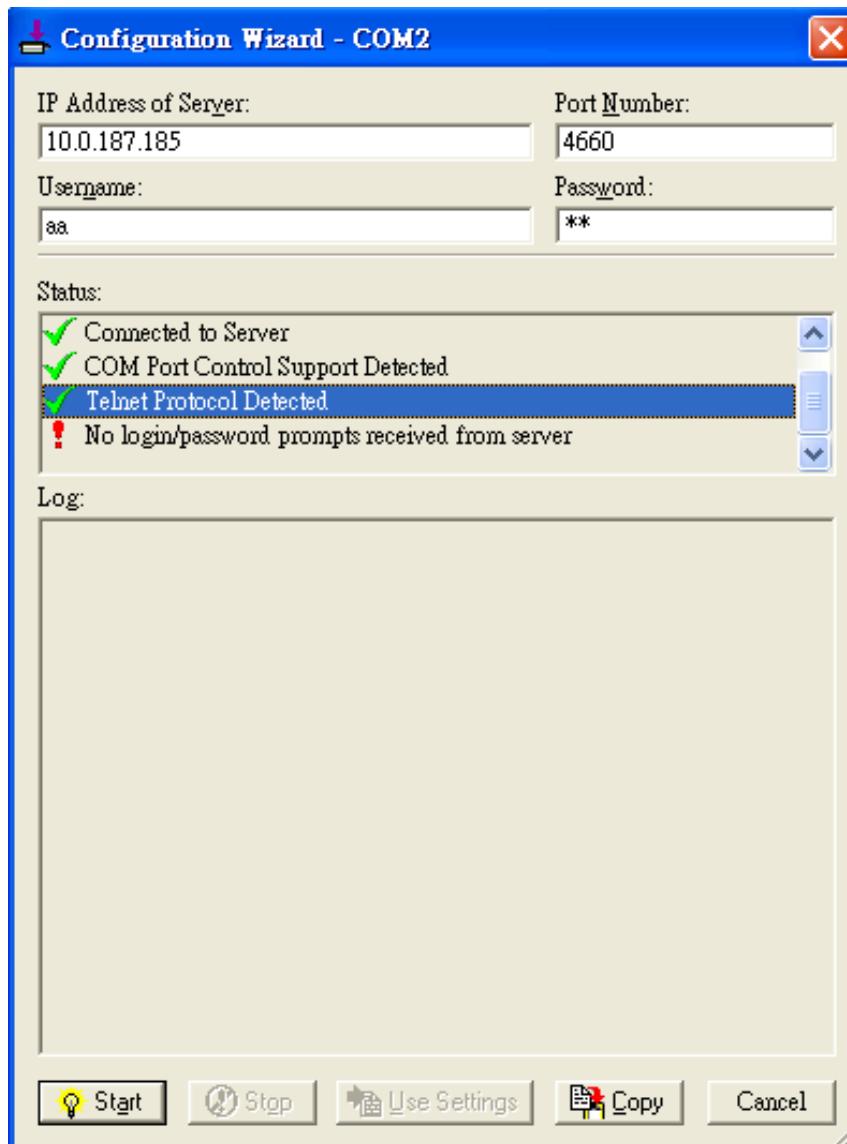 Configuration Wizard - COM2
IP Address of Server: Port Number:
10.0.187.185 4660
Username: Password:
aa **
Status:
Connected to Server
COM Port Control Support Detected
Telnet Protocol Detected
No login/password prompts received from server
Log:
Start Stop Use Settings Copy Cancel